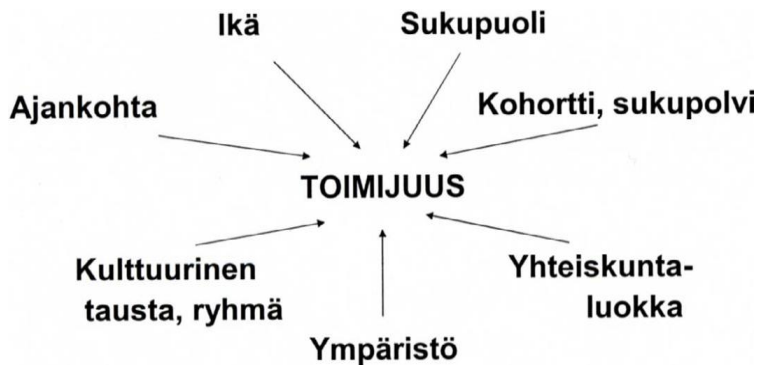 Ikä
Sukupuoli
Ajankohta
Kohortti, sukupolvi
TOIMIJUUS
Kulttuurinen
tausta, ryhmä
Yhteiskunta-
luokka
Ympäristö